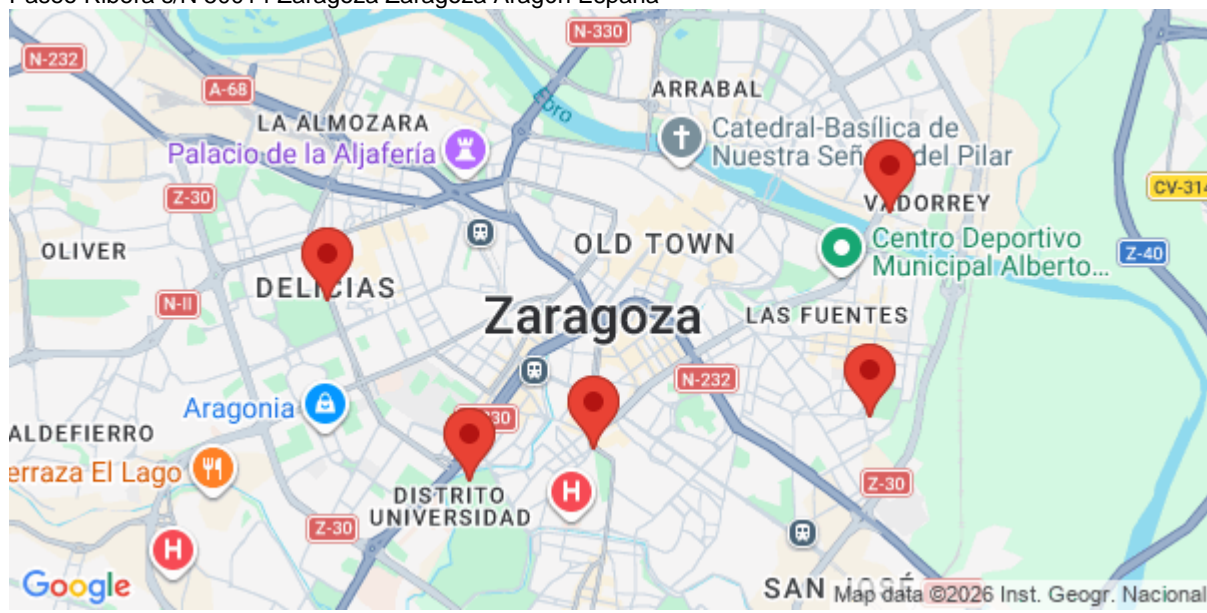 N-330
N-232
A-68
ARRABAL
Ebro
LA ALMOZARA
Catedral-Basílica de
Palacio de la Aljafería
Nuestra Señ del Pilar
CV-314
Z-30
VADORREY
OLIVER
OLD TOWN
Centro Deportivo
Municipal Alberto...
Z-40
DELICIAS
N-II
Zaragoza
LAS FUENTES
N-232
Aragonia
30
ALDEFIERRO
erraza El Lago
H
Z-30
DISTRITO
UNIVERSIDAD
Z-30
H
Google
SAN JOSÉ
Map data ©2026 Inst. Geogr. Nacional